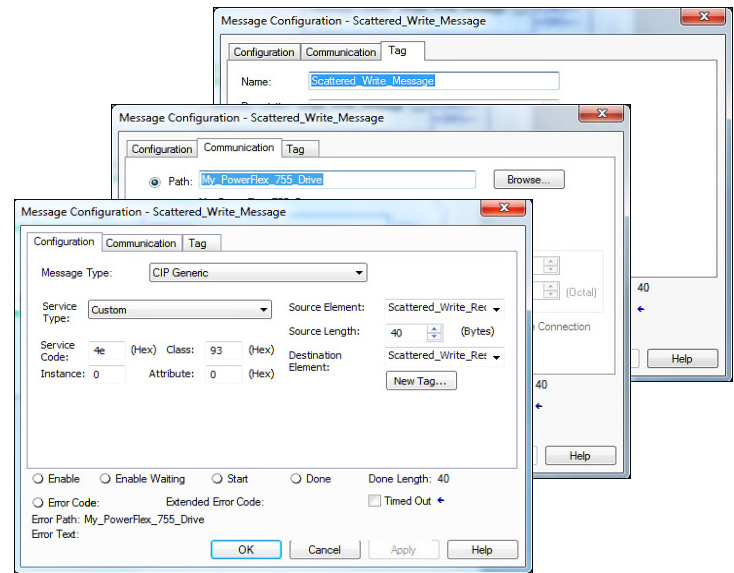 Message Configuration - Scattered_Write_Message
Configuration Communication Tag
Name: Scattered_Write_Message
Message Configuration - Scattered_Write_Message
Configuration Communication Tag
Path: My_PowerFlex_755_Drive Browse...
40
(Octal)
Connection
Help
40
Help
Message Configuration - Scattered_Write_Message
Configuration Communication Tag
Message Type: CIP Generic
Service Type: Custom
Source Element: Scattered_Write_Rec
Source Length: 40 (Bytes)
Service Code: 4e (Hex) Class: 93 (Hex)
Destination Element: Scattered_Write_Res
Instance: 0 Attribute: 0 (Hex)
New Tag...
Enable Enable Waiting Start Done Done Length: 40
Error Code: Extended Error Code: Timed Out
Error Path: My_PowerFlex_755_Drive
Error Text:
OK Cancel Apply Help